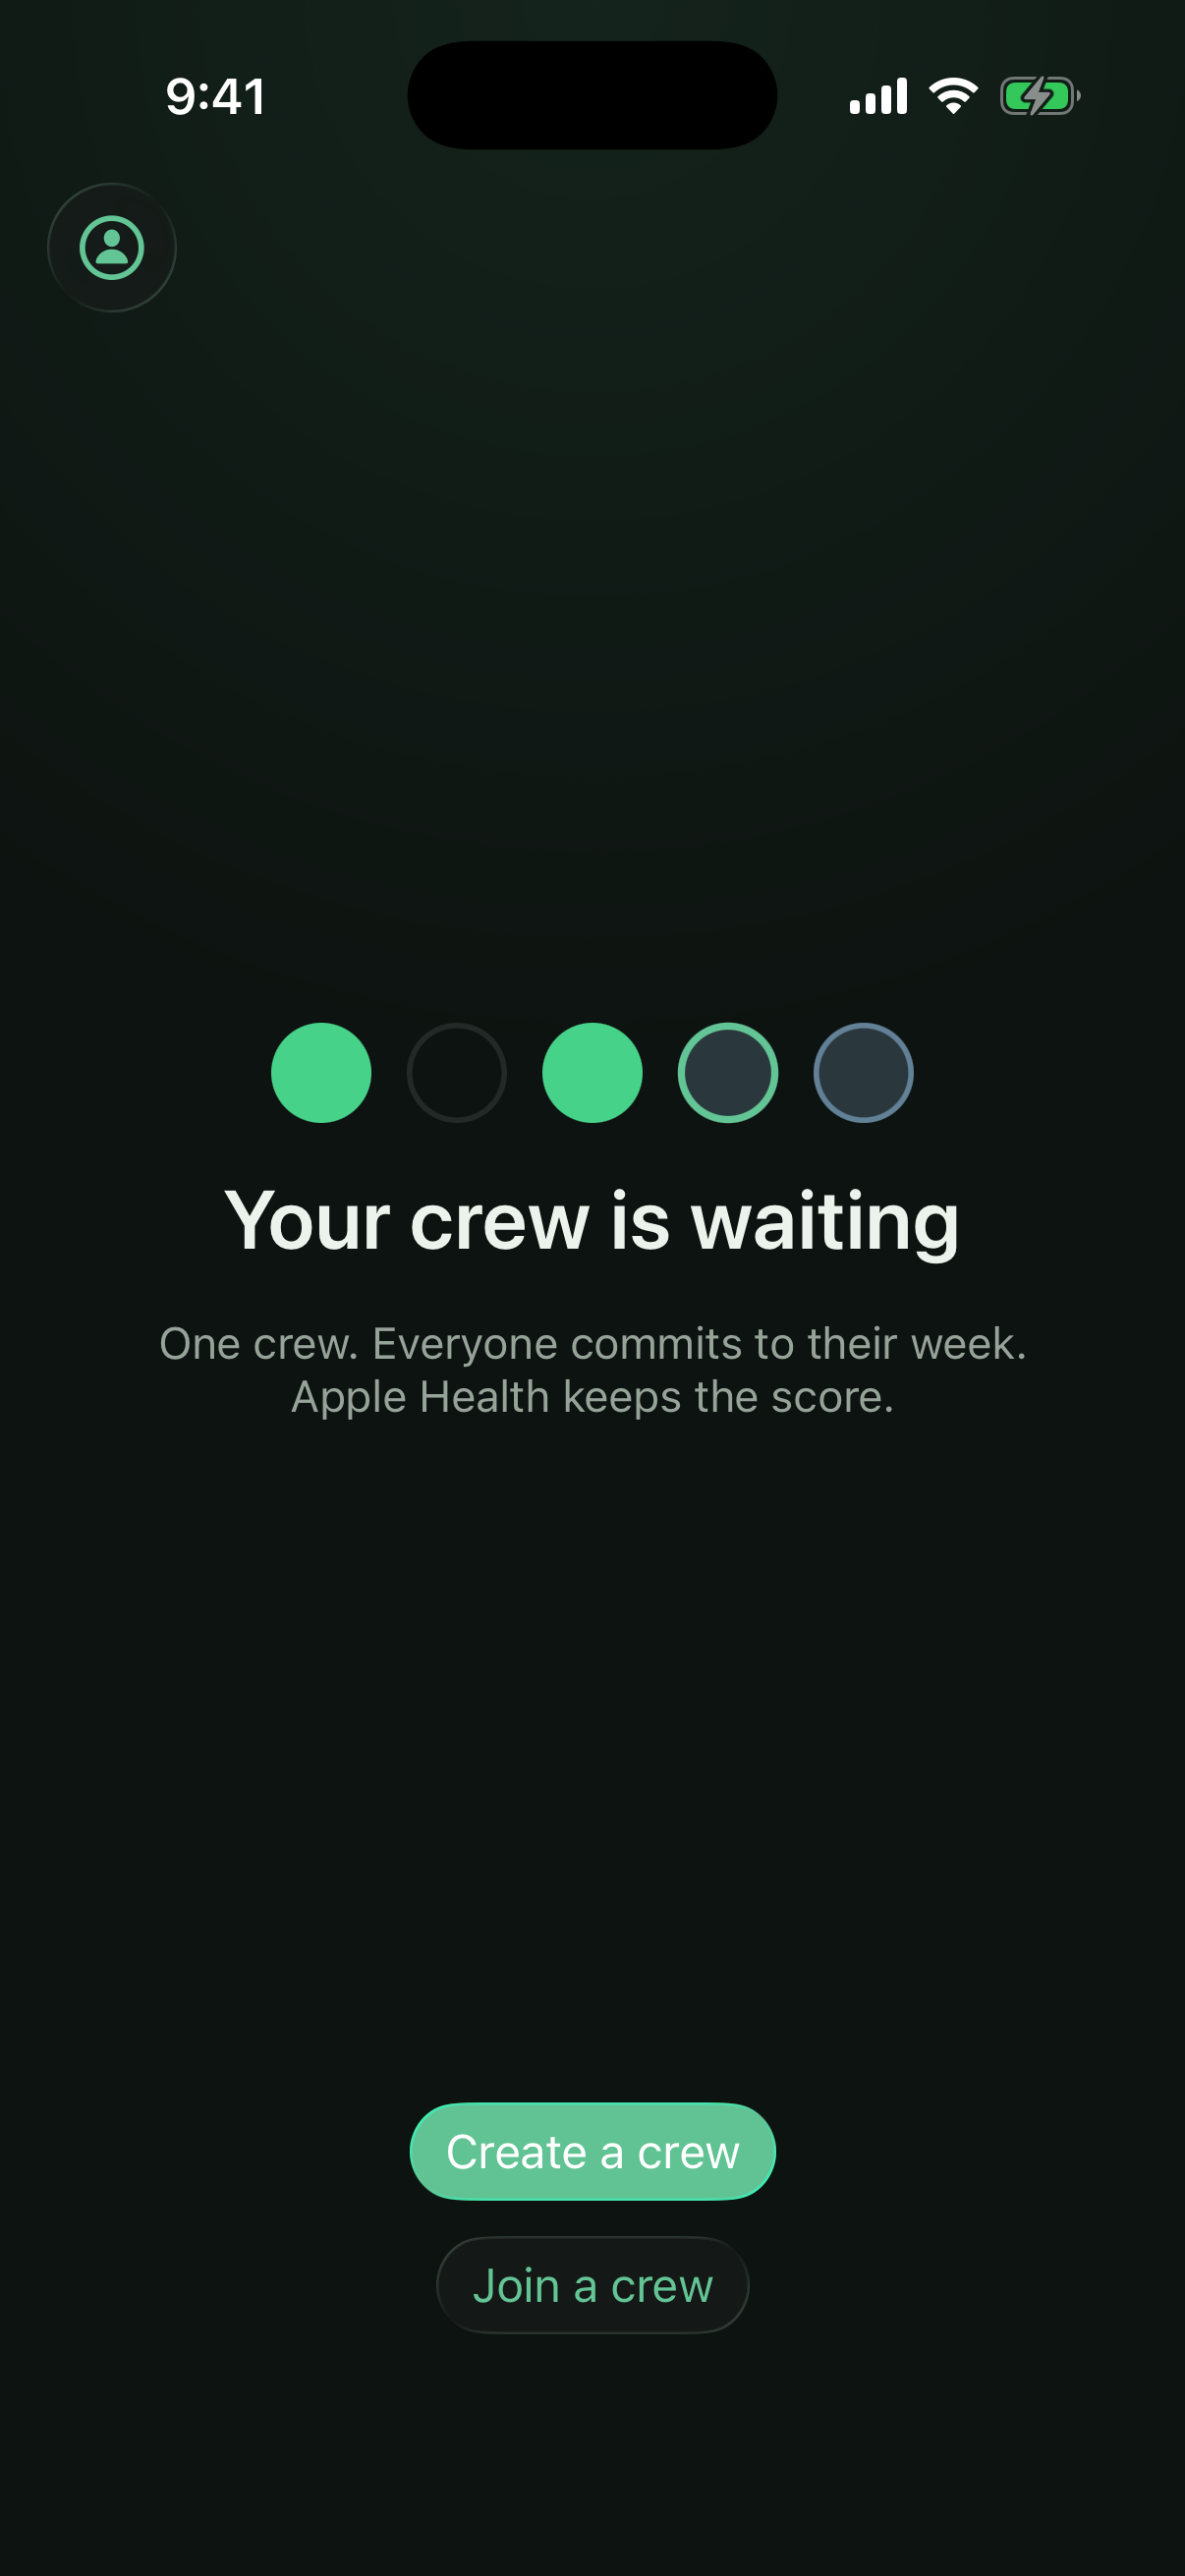 9:41
Your crew is waiting
One crew. Everyone commits to their week.
Apple Health keeps the score.
Create a crew
Join a crew